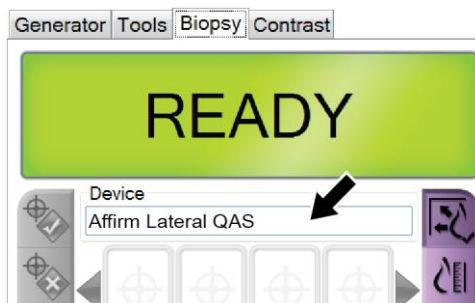 Generator Tools Biopsy Contrast
READY
Device
Affirm Lateral QAS